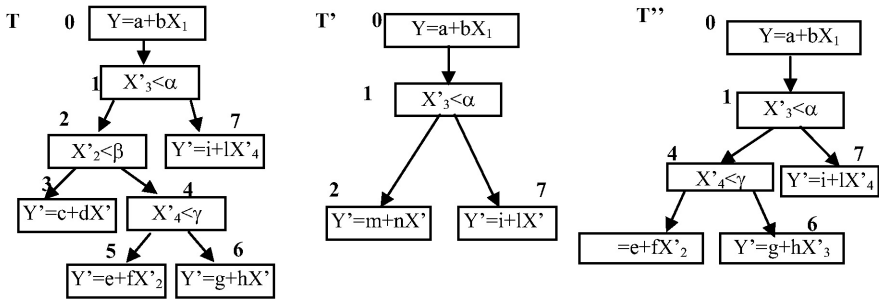 T
0
Y=a+bX1
1
X'3<α
2
7
X'2<β
Y'=i+lX'4
3
4
Y'=c+dX'
X'4<γ
5
6
Y'=e+fX'2
Y'=g+hX'
T'
0
Y=a+bX1
1
X'3<α
2
7
Y'=m+nX'
Y'=i+lX'
T''
0
Y=a+bX1
1
X'3<α
4
7
X'4<γ
Y'=i+lX'4
6
=e+fX'2
Y'=g+hX'3